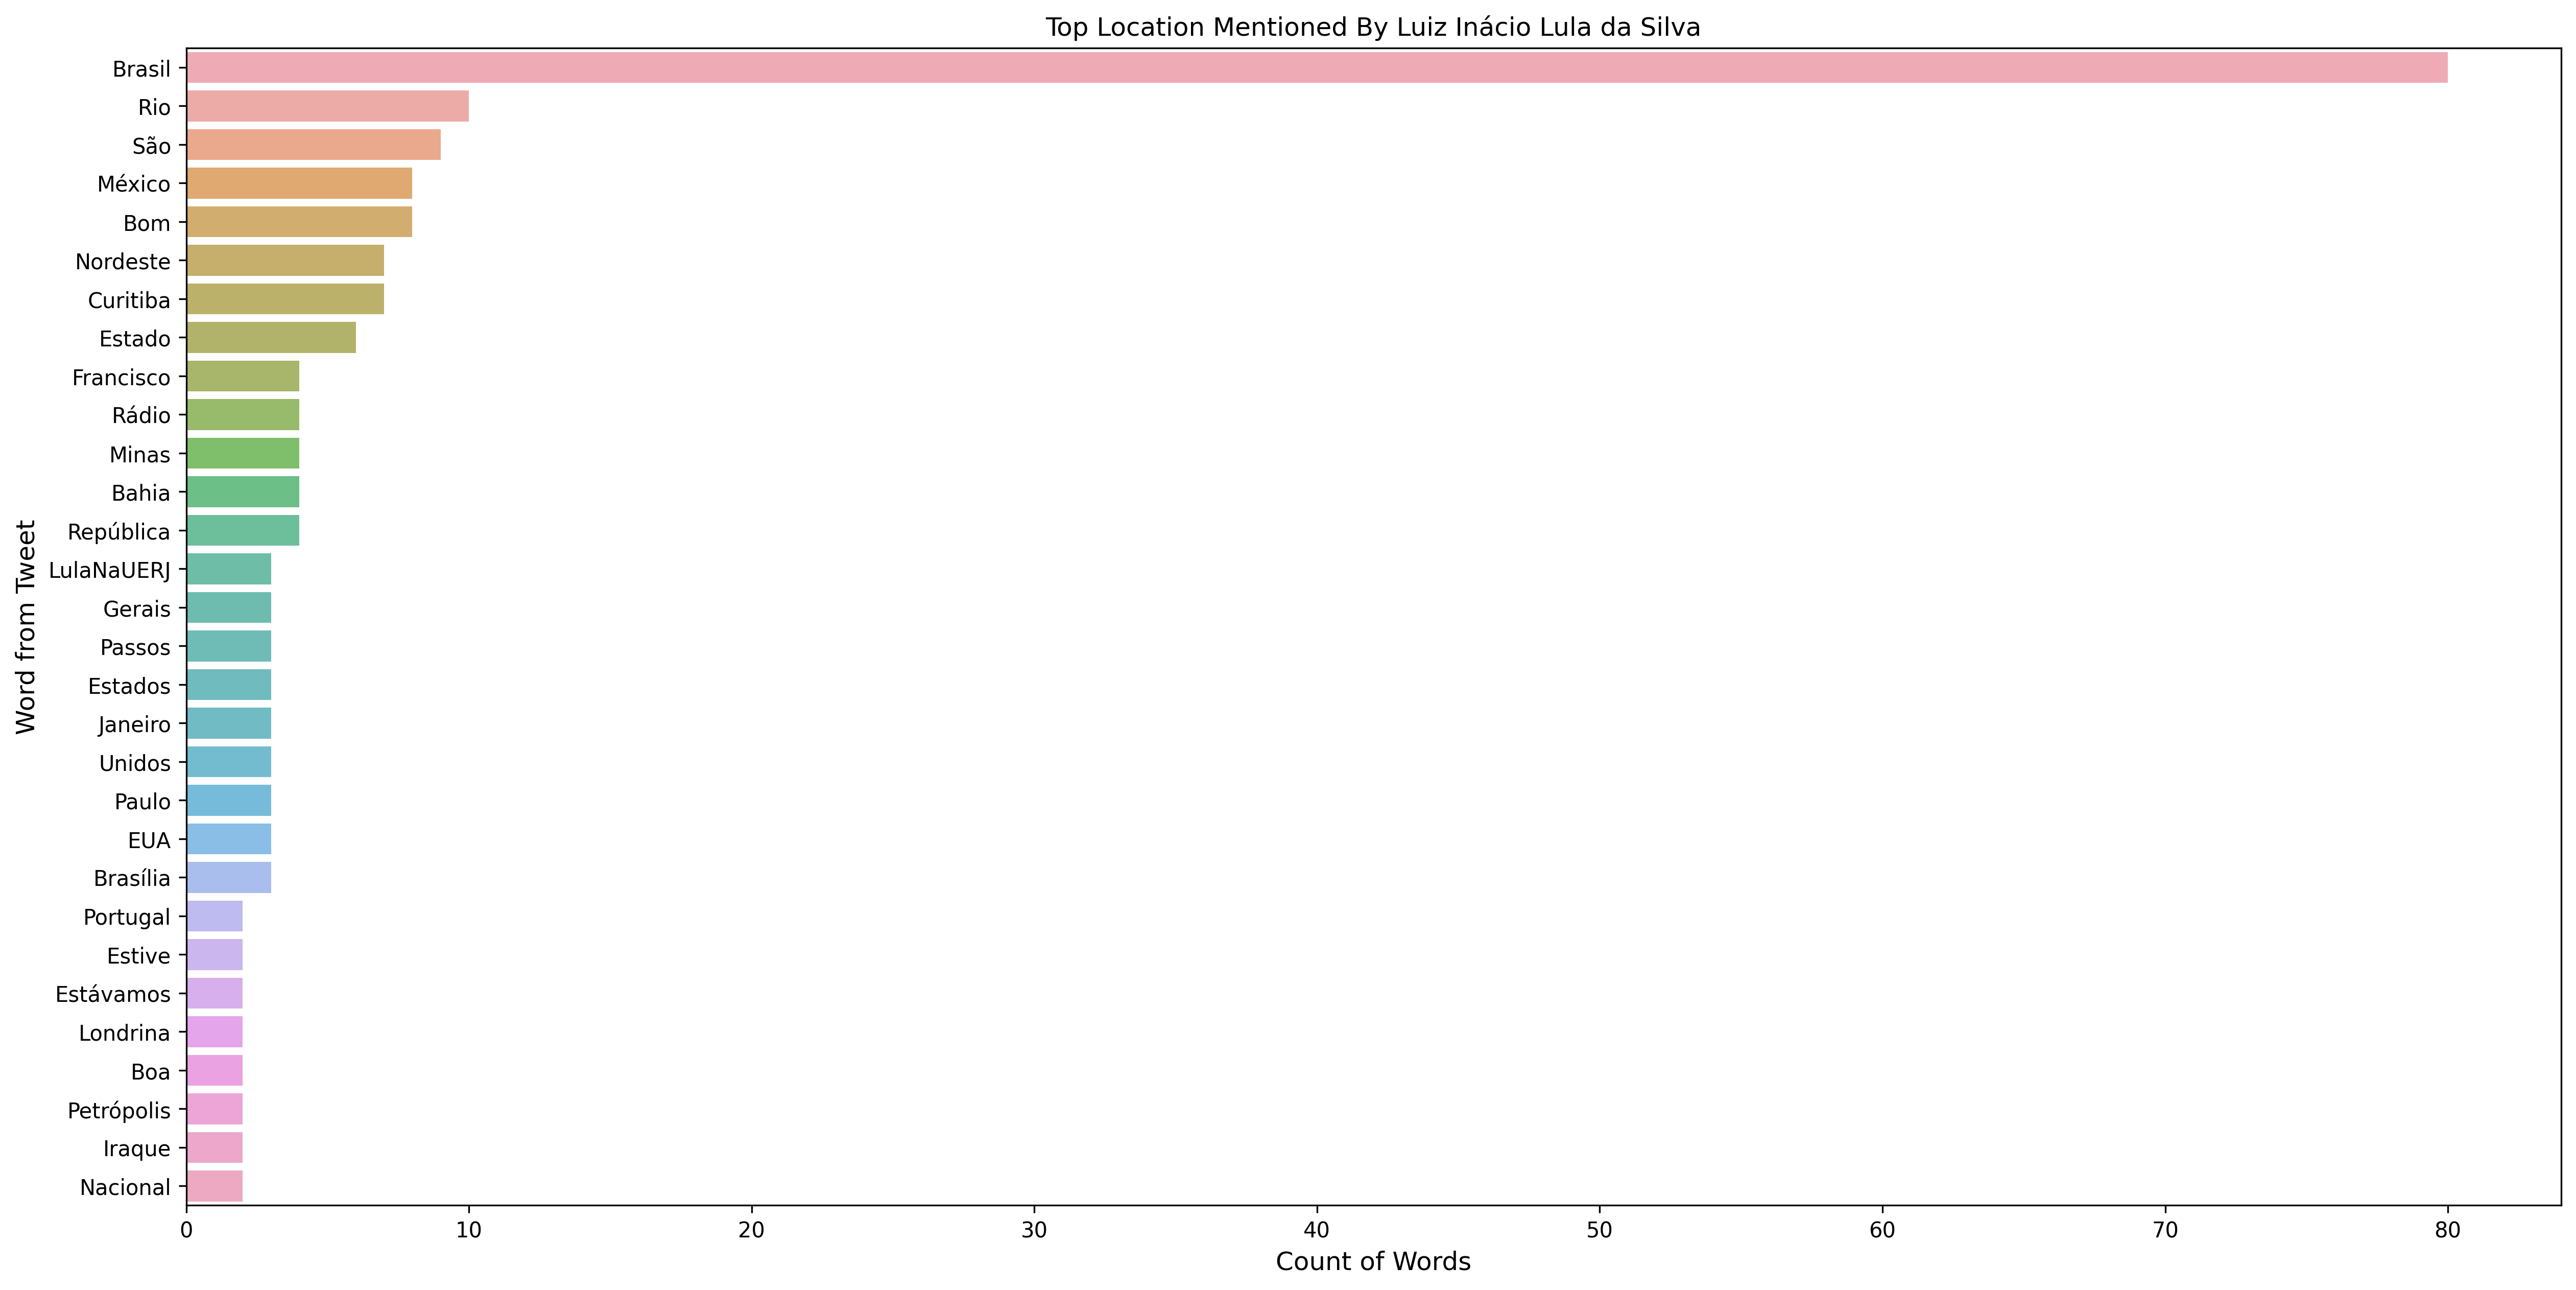 Top Location Mentioned By Luiz Inácio Lula da Silva
Word from Tweet
Brasil
Rio
São
México
Bom
Nordeste
Curitiba
Estado
Francisco
Rádio
Minas
Bahia
República
LulaNaUERJ
Gerais
Passos
Estados
Janeiro
Unidos
Paulo
EUA
Brasília
Portugal
Estive
Estávamos
Londrina
Boa
Petrópolis
Iraque
Nacional
0 10 20 30 40 50 60 70 80
Count of Words